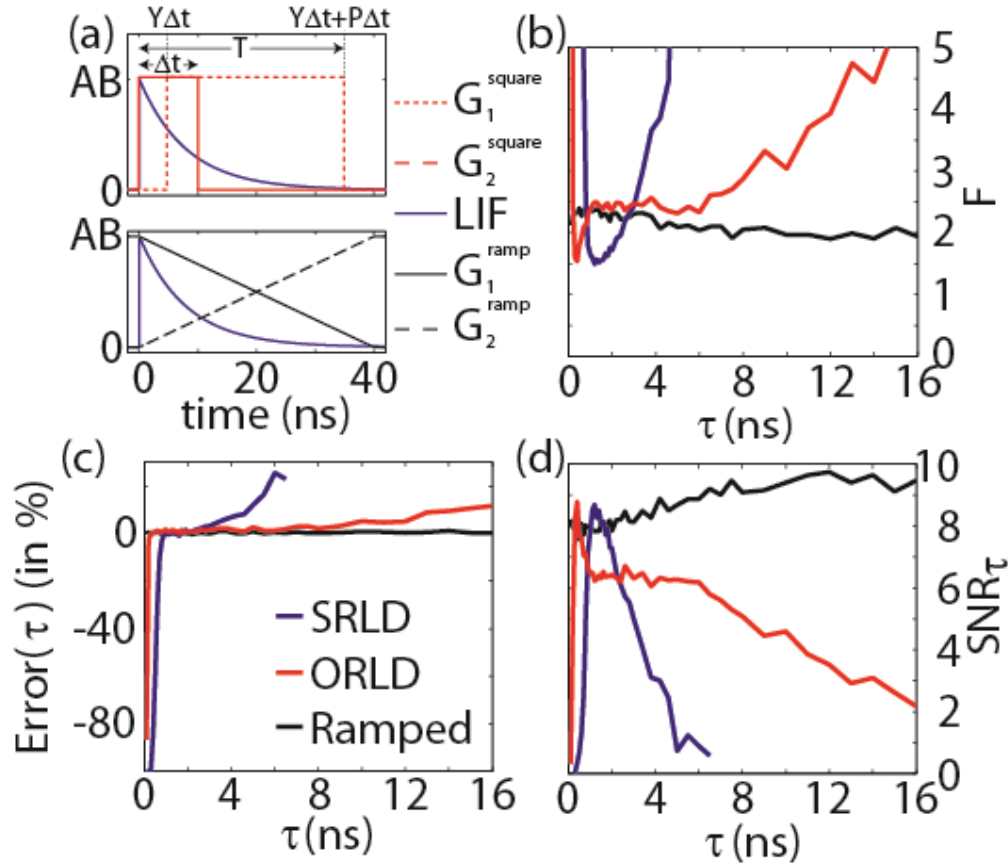 (a)
YΔt
YΔt+PΔt
T
Δt
AB
0
AB
0
0
20
40
time (ns)
G₁square
G₂square
LIF
G₁ramp
G₂ramp
(b)
5
4
3
2
1
0
F
0
4
8
12
16
τ (ns)
(c)
0
-40
-80
Error(τ) (in %)
SRLD
ORLD
Ramped
0
4
8
12
16
τ (ns)
(d)
10
8
6
4
2
0
SNRτ
0
4
8
12
16
τ (ns)